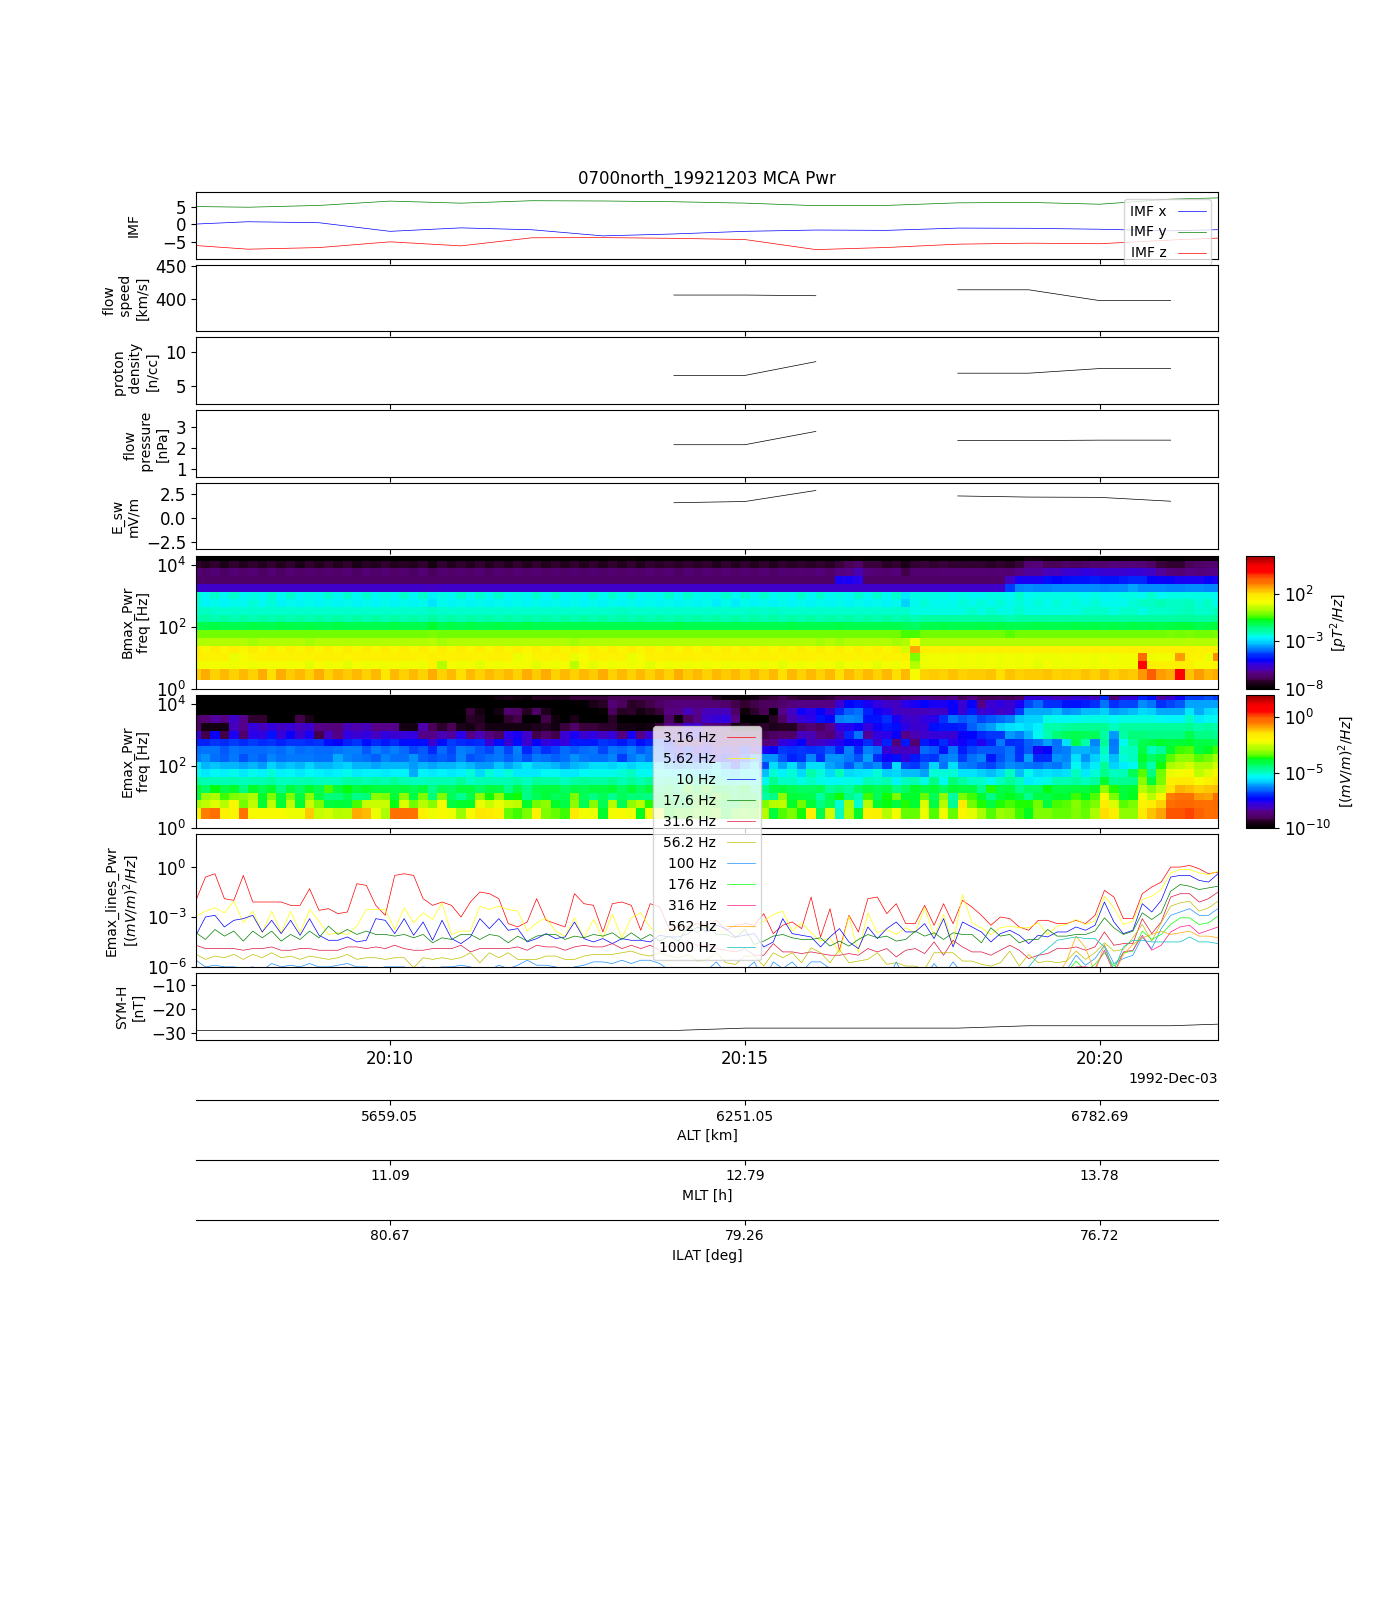 0700north_19921203 MCA Pwr
IMF
5
0
−5
IMF x
IMF y
IMF z
flow
speed
[km/s]
450
400
proton
density
[n/cc]
10
5
flow
pressure
[nPa]
3
2
1
E_sw
mV/m
2.5
0.0
−2.5
Bmax_Pwr
freq [Hz]
10^4
10^2
10^0
10^2
10^−3
10^−8
[pT^2/Hz]
Emax_Pwr
freq [Hz]
10^4
10^2
10^0
10^0
10^−5
10^−10
[(mV/m)^2/Hz]
3.16 Hz
5.62 Hz
10 Hz
17.6 Hz
31.6 Hz
56.2 Hz
100 Hz
176 Hz
316 Hz
562 Hz
1000 Hz
Emax_lines_Pwr
[(mV/m)^2/Hz]
10^0
10^−3
10^−6
SYM-H
[nT]
−10
−20
−30
20:10 20:15 20:20
1992-Dec-03
5659.05 6251.05 6782.69
ALT [km]
11.09 12.79 13.78
MLT [h]
80.67 79.26 76.72
ILAT [deg]